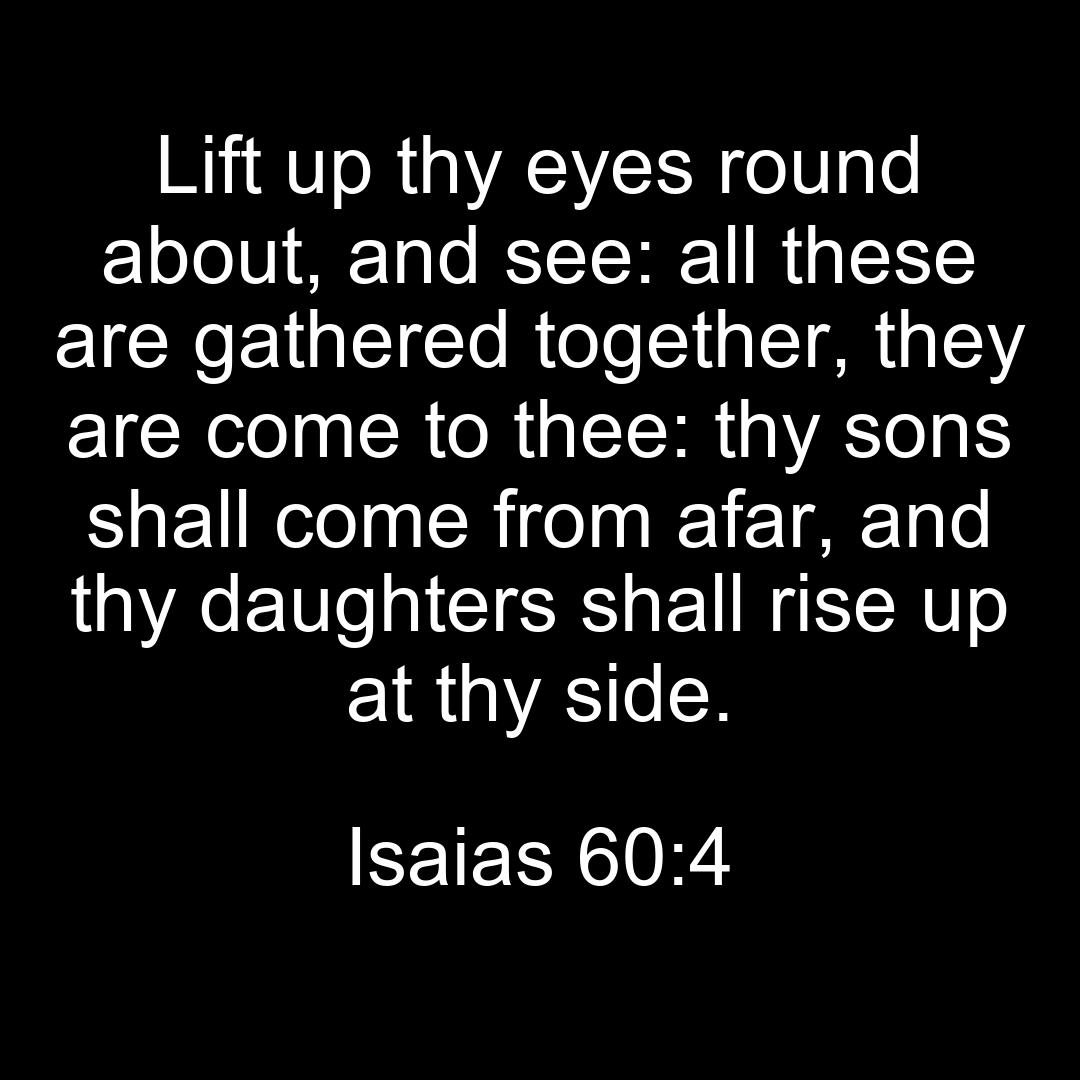 Lift up thy eyes round
about, and see: all these
are gathered together, they
are come to thee: thy sons
shall come from afar, and
thy daughters shall rise up
at thy side.
Isaias 60:4